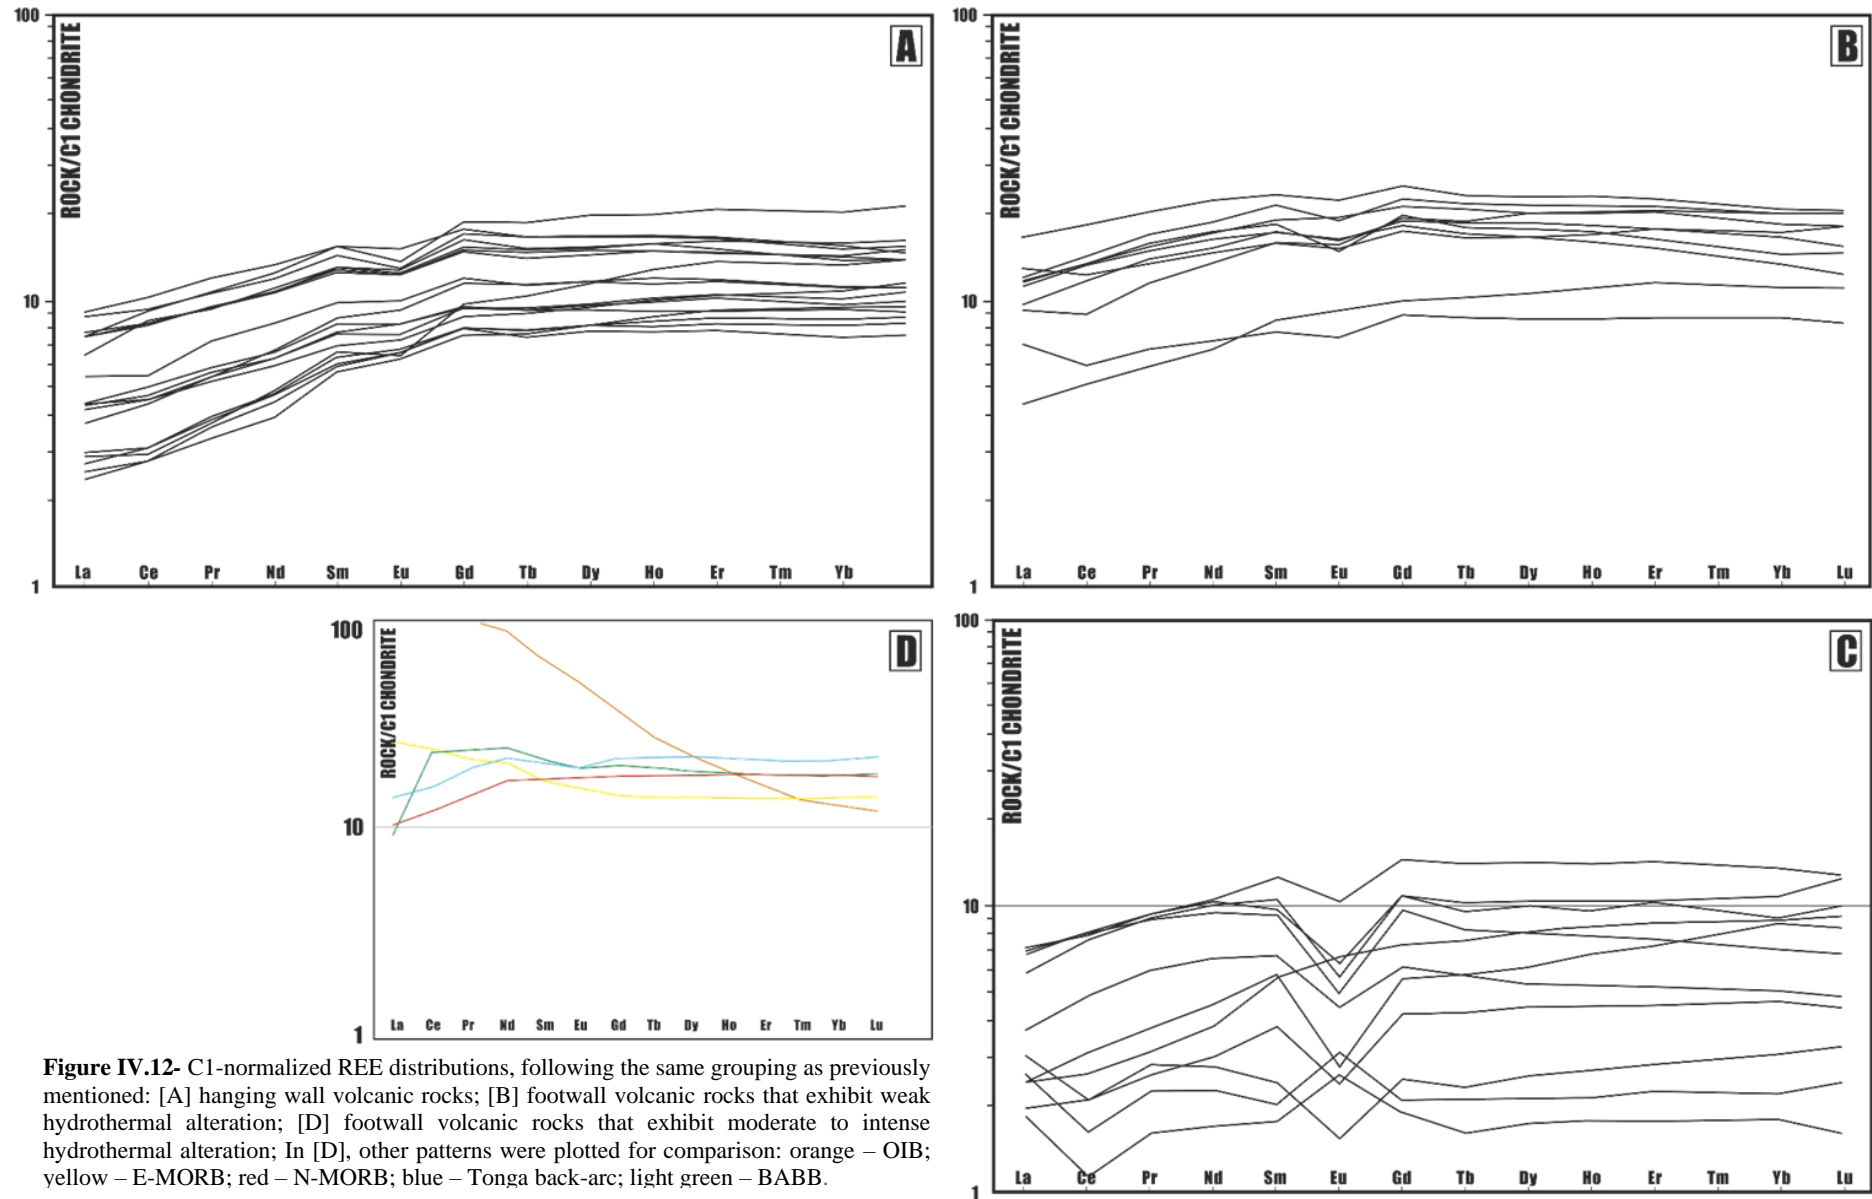 100
ROCK/C1 CHONDRITE
A
10
1
La Ce Pr Nd Sm Eu Gd Tb Dy Ho Er Tm Yb
100
ROCK/C1 CHONDRITE
B
10
1
La Ce Pr Nd Sm Eu Gd Tb Dy Ho Er Tm Yb Lu
100
ROCK/C1 CHONDRITE
D
10
1
La Ce Pr Nd Sm Eu Gd Tb Dy Ho Er Tm Yb Lu
100
ROCK/C1 CHONDRITE
C
10
1
La Ce Pr Nd Sm Eu Gd Tb Dy Ho Er Tm Yb Lu
Figure IV.12- C1-normalized REE distributions, following the same grouping as previously
mentioned: [A] hanging wall volcanic rocks; [B] footwall volcanic rocks that exhibit weak
hydrothermal alteration; [D] footwall volcanic rocks that exhibit moderate to intense
hydrothermal alteration; In [D], other patterns were plotted for comparison: orange – OIB;
yellow – E-MORB; red – N-MORB; blue – Tonga back-arc; light green – BABB.